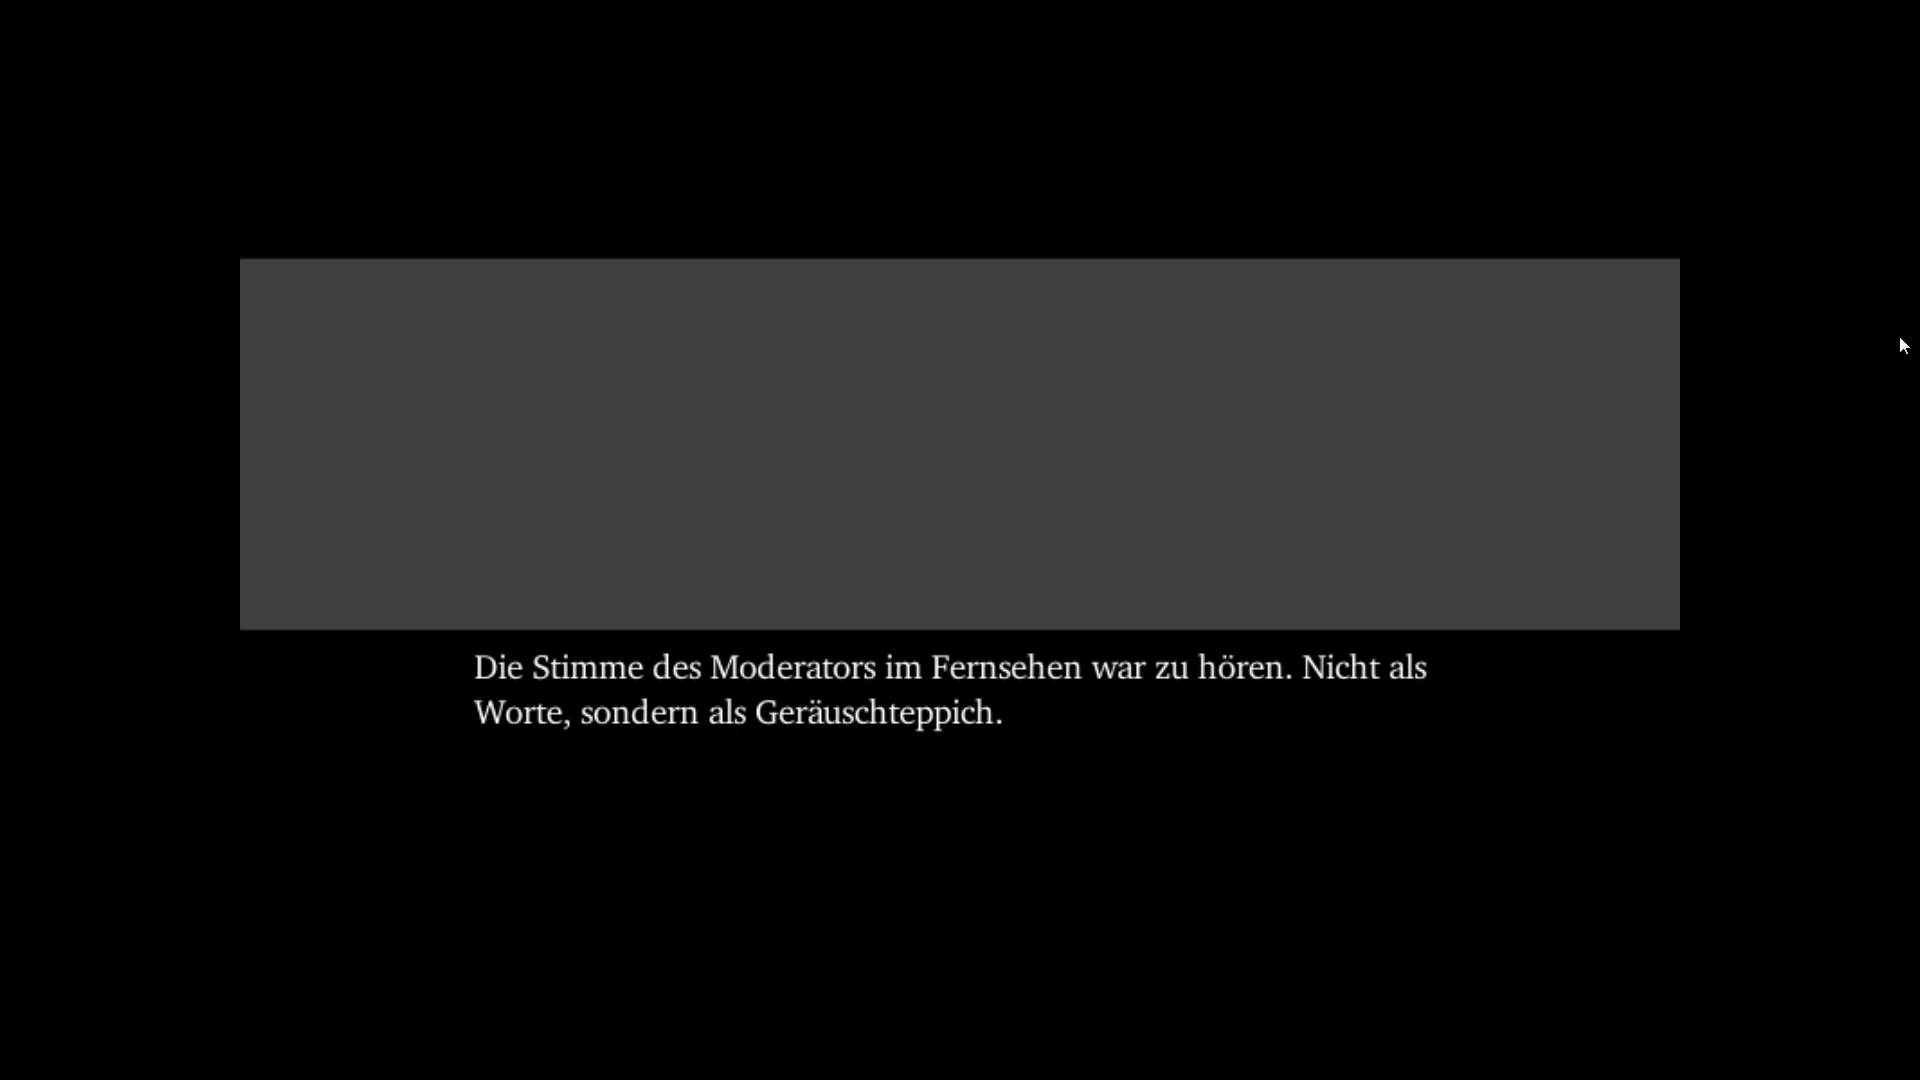 Die Stimme des Moderators im Fernsehen war zu hören. Nicht als
Worte, sondern als Geräuschteppich.